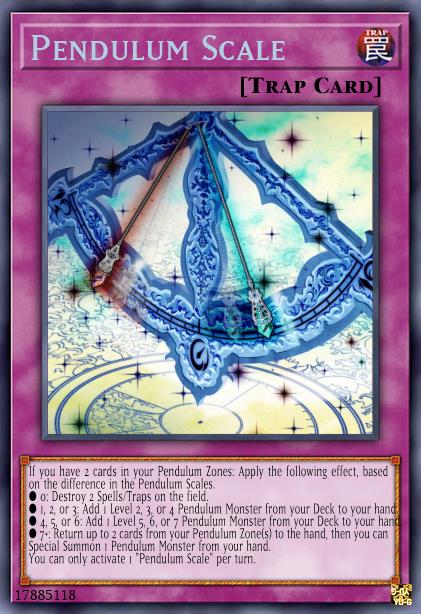 PENDULUM SCALE
TRAP
罠
[TRAP CARD]
If you have 2 cards in your Pendulum Zones: Apply the following effect, based
on the difference in the Pendulum Scales.
● 0: Destroy 2 Spells/Traps on the field.
● 1, 2, or 3: Add 1 Level 2, 3, or 4 Pendulum Monster from your Deck to your hand.
● 4, 5, or 6: Add 1 Level 5, 6, or 7 Pendulum Monster from your Deck to your hand.
● 7+: Return up to 2 cards from your Pendulum Zone(s) to the hand, then you can
Special Summon 1 Pendulum Monster from your hand.
You can only activate 1 "Pendulum Scale" per turn.
17885118